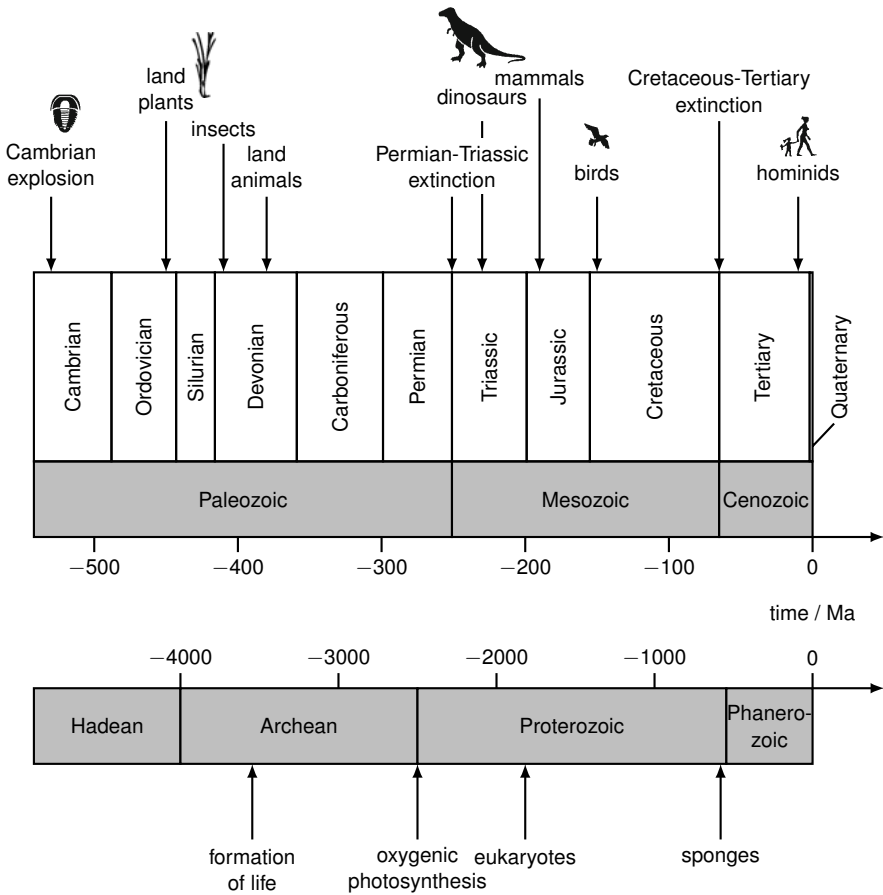 land
plants
insects
land
animals
Cambrian
explosion
mammals
dinosaurs
Permian-Triassic
extinction
birds
Cretaceous-Tertiary
extinction
hominids
Cambrian
Ordovician
Silurian
Devonian
Carboniferous
Permian
Triassic
Jurassic
Cretaceous
Tertiary
Quaternary
Paleozoic
Mesozoic
Cenozoic
−500
−400
−300
−200
−100
0
time / Ma
−4000
−3000
−2000
−1000
0
Hadean
Archean
Proterozoic
Phanero-
zoic
formation
of life
oxygenic
photosynthesis
eukaryotes
sponges